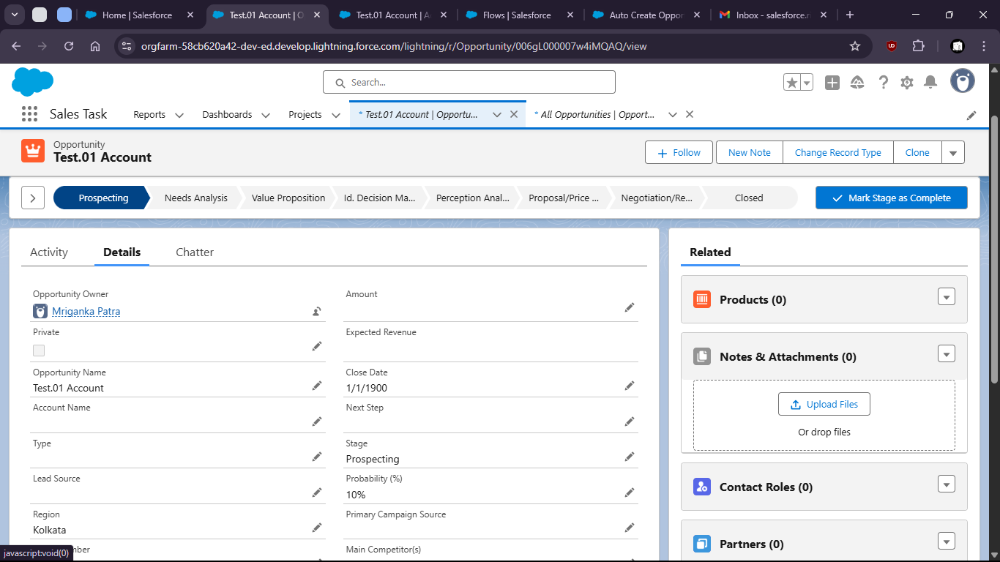 Home | Salesforce
Test.01 Account | O
Test.01 Account | A
Flows | Salesforce
Auto Create Oppor
Inbox - salesforce.r
orgfarm-58cb620a42-dev-ed.develop.lightning.force.com/lightning/r/Opportunity/006gL000007w4iMQAQ/view
Search...
Sales Task
Reports
Dashboards
Projects
* Test.01 Account | Opportu...
* All Opportunities | Opport...
Opportunity
Test.01 Account
Follow
New Note
Change Record Type
Clone
Prospecting
Needs Analysis
Value Proposition
Id. Decision Ma...
Perception Anal...
Proposal/Price ...
Negotiation/Re...
Closed
Mark Stage as Complete
Activity
Details
Chatter
Opportunity Owner
Mriganka Patra
Private
Opportunity Name
Test.01 Account
Account Name
Type
Lead Source
Region
Kolkata
Amount
Expected Revenue
Close Date
1/1/1900
Next Step
Stage
Prospecting
Probability (%)
10%
Primary Campaign Source
Main Competitor(s)
Related
Products (0)
Notes & Attachments (0)
Upload Files
Or drop files
Contact Roles (0)
Partners (0)
javascript:void(0)